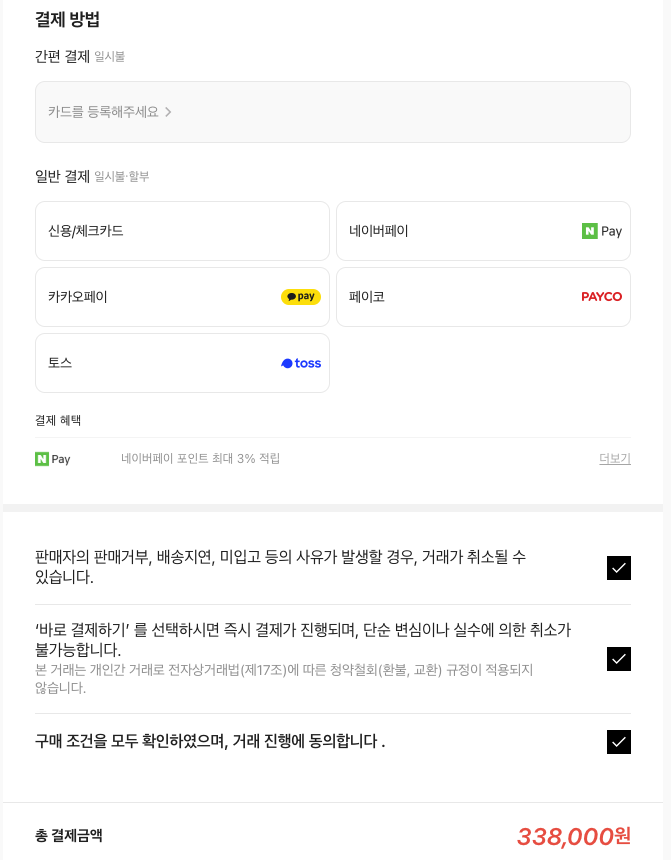 결제 방법
간편 결제 일시불
카드를 등록해주세요 >
일반 결제 일시불·할부
신용/체크카드
네이버페이 N Pay
카카오페이 pay
페이코 PAYCO
토스 toss
결제 혜택
N Pay 네이버페이 포인트 최대 3% 적립 더보기
판매자의 판매거부, 배송지연, 미입고 등의 사유가 발생할 경우, 거래가 취소될 수
있습니다.
‘바로 결제하기’ 를 선택하시면 즉시 결제가 진행되며, 단순 변심이나 실수에 의한 취소가
불가능합니다.
본 거래는 개인간 거래로 전자상거래법(제17조)에 따른 청약철회(환불, 교환) 규정이 적용되지
않습니다.
구매 조건을 모두 확인하였으며, 거래 진행에 동의합니다 .
총 결제금액 338,000원